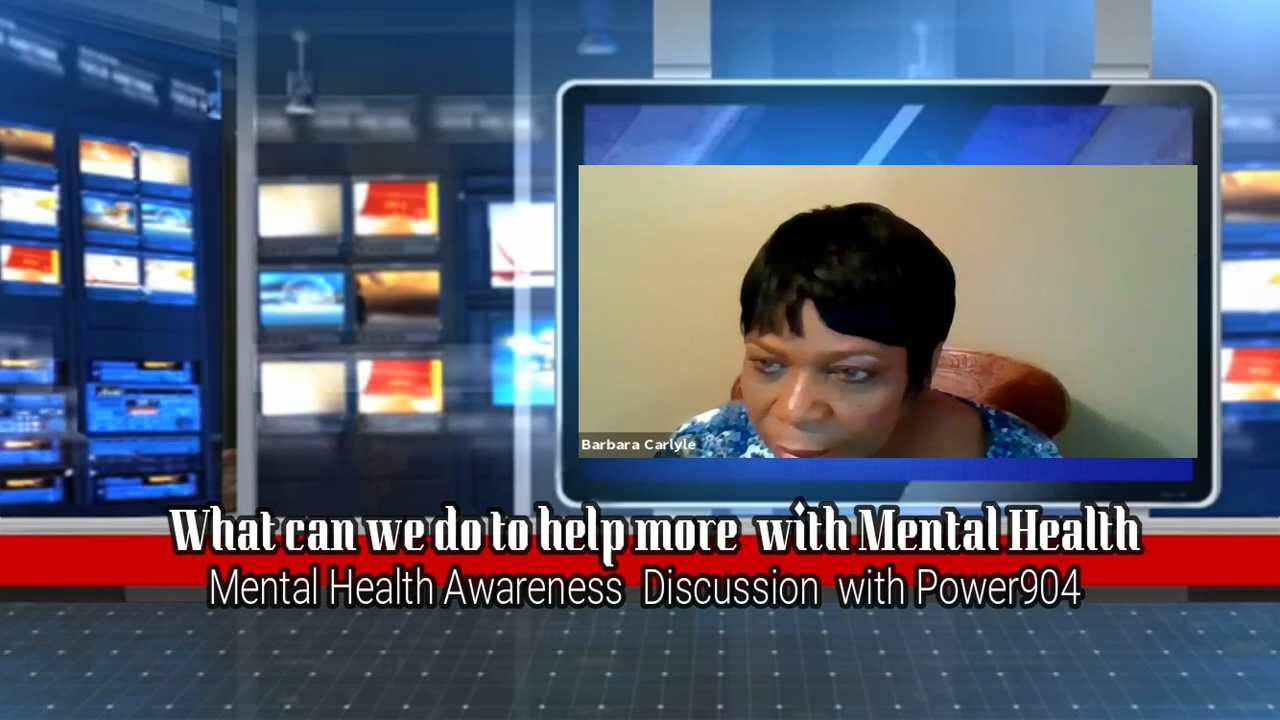 Barbara Carlyle
What can we do to help more with Mental Health
Mental Health Awareness Discussion with Power904